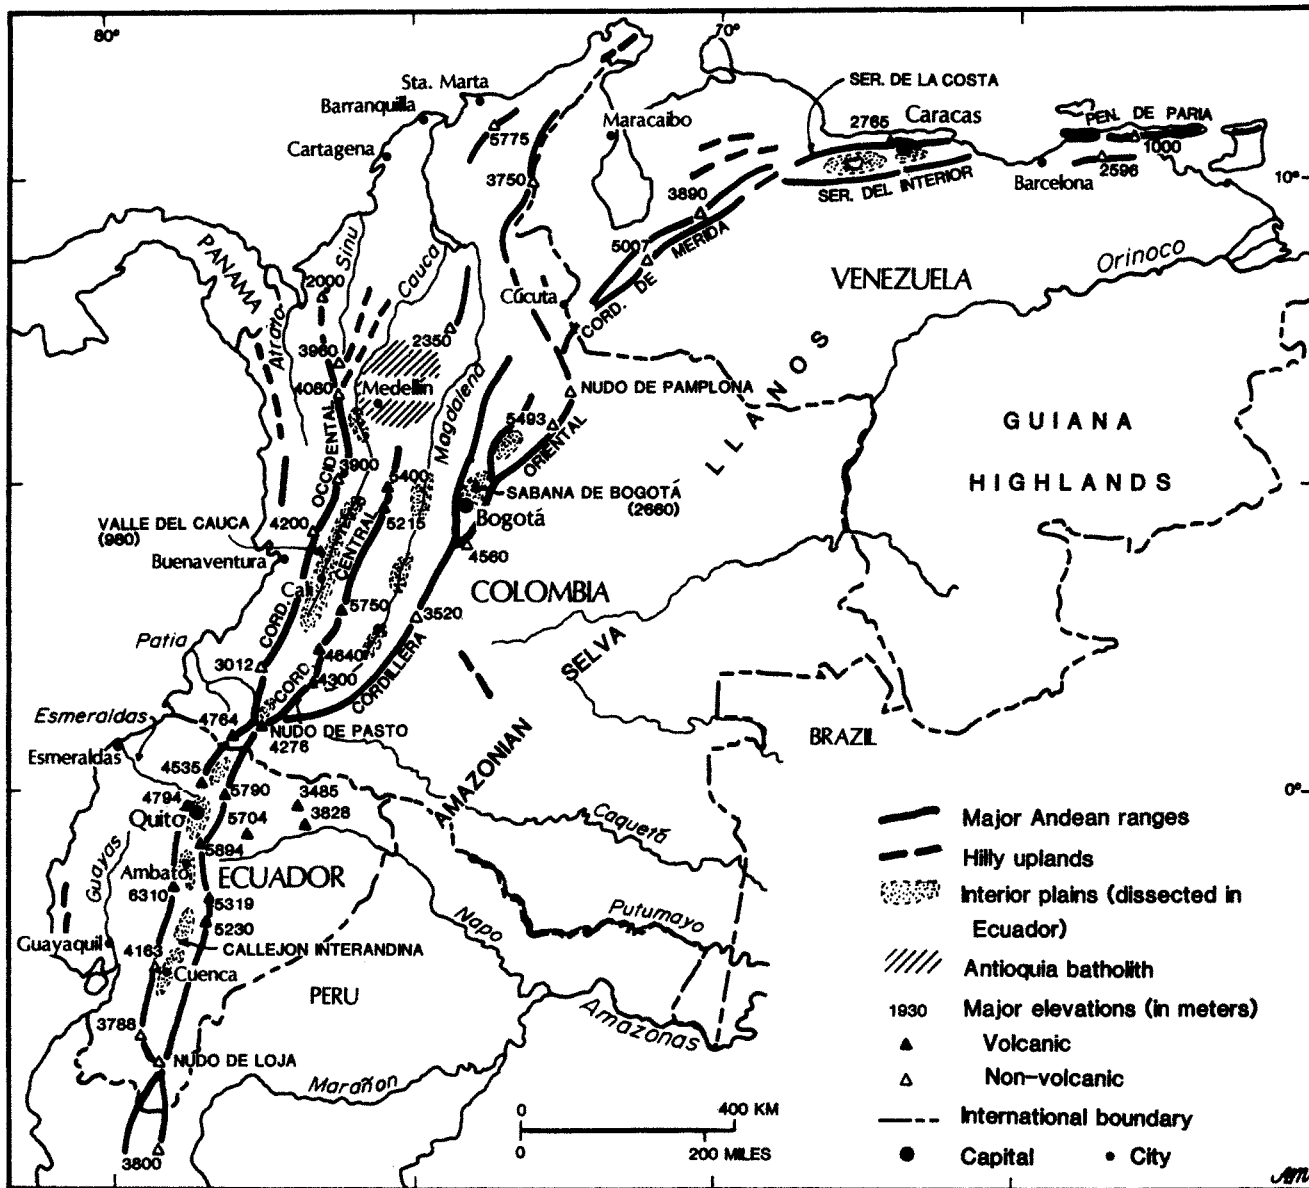 80°
70°
Sta. Marta
SER. DE LA COSTA
Barranquilla
Maracaibo
2765
Caracas
PEN. DE PARIA
5775
1000
Cartagena
3750
SER. DEL INTERIOR
Barcelona
2596
10°
3890
PANAMA
Sinu
Cauca
5007
CORD. DE MERIDA
VENEZUELA
Orinoco
2000
Cúcuta
Atrato
3960
2350
LLANOS
4080
Medellín
Magdalena
NUDO DE PAMPLONA
GUIANA
HIGHLANDS
5493
ORIENTAL
OCCIDENTAL
3900
5400
SABANA DE BOGOTÁ
(2660)
VALLE DEL CAUCA
(980)
4200
5215
Bogotá
CENTRAL
Buenaventura
4560
Cali
COLOMBIA
5750
3520
CORD.
Patia
SELVA
3012
4640
CORD.
4300
CORDILLERA
Esmeraldas
4764
NUDO DE PASTO
4276
BRAZIL
Esmeraldas
AMAZONIAN
4535
5790
3485
4794
0°
Quito
5704
3828
Caquetá
5894
Guayas
Ambato
ECUADOR
6310
5319
Putumayo
5230
Napo
Guayaquil
CALLEJON INTERANDINA
4163
Cuenca
PERU
Amazonas
3788
NUDO DE LOJA
Marañon
3800
0 400 KM
0 200 MILES
Major Andean ranges
Hilly uplands
Interior plains (dissected in
Ecuador)
Antioquia batholith
1930 Major elevations (in meters)
Volcanic
Non-volcanic
International boundary
Capital
City